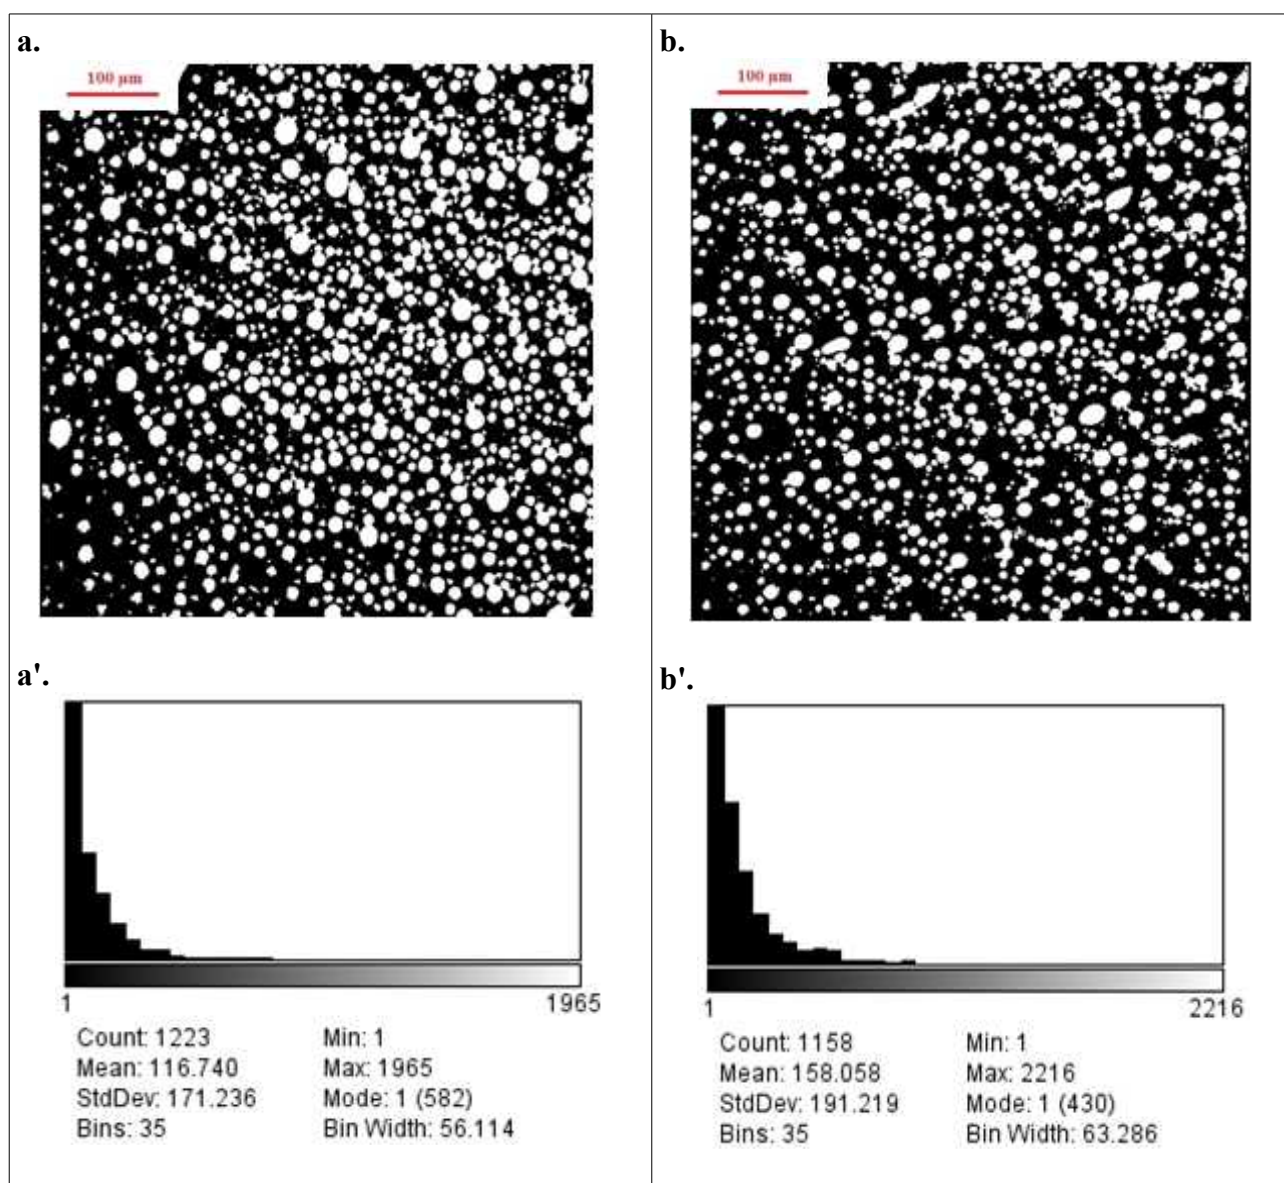 a.
100 µm
b.
100 µm
a'.
1
1965
Count: 1223
Min: 1
Mean: 116.740
Max: 1965
StdDev: 171.236
Mode: 1 (582)
Bins: 35
Bin Width: 56.114
b'.
1
2216
Count: 1158
Min: 1
Mean: 158.058
Max: 2216
StdDev: 191.219
Mode: 1 (430)
Bins: 35
Bin Width: 63.286